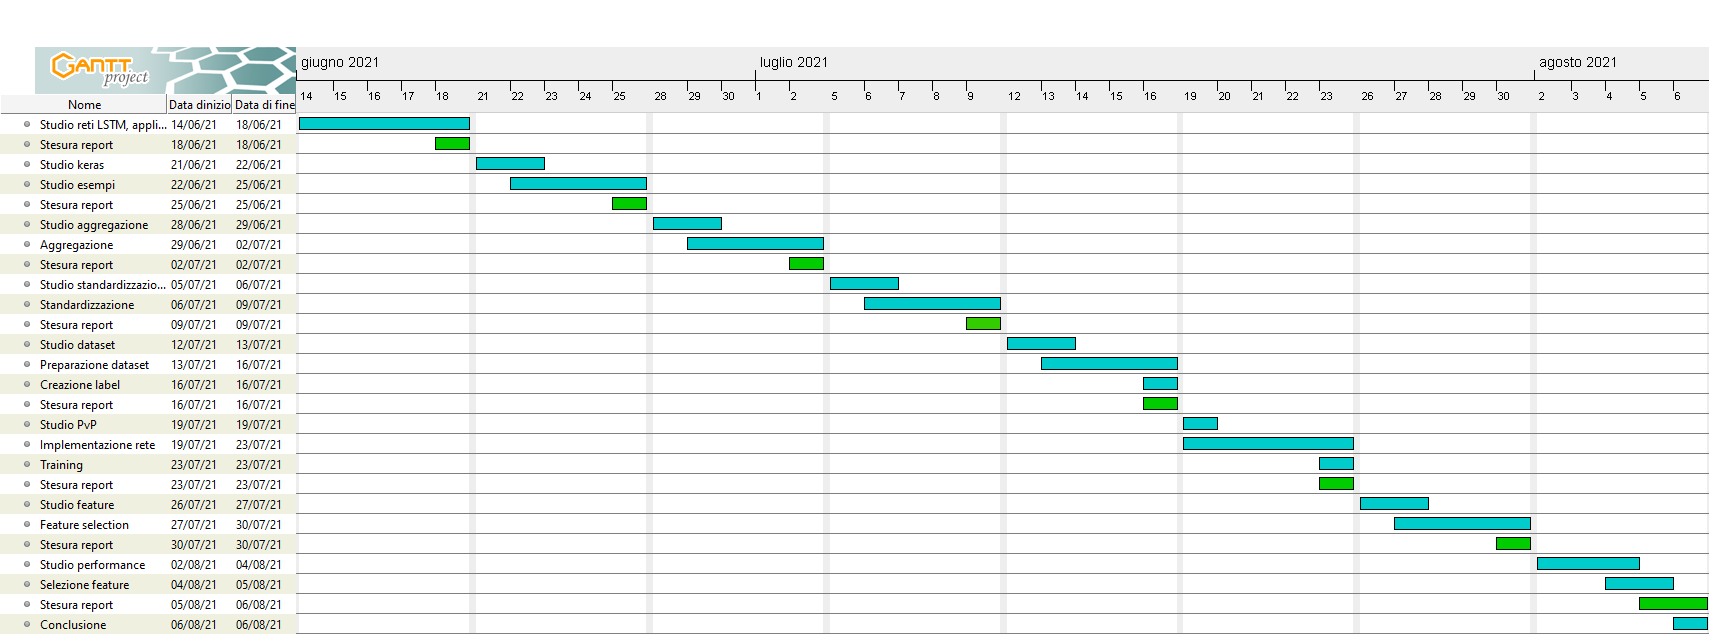 GANTT
project
giugno 2021 luglio 2021 agosto 2021
14 15 16 17 18 21 22 23 24 25 28 29 30 1 2 5 6 7 8 9 12 13 14 15 16 19 20 21 22 23 26 27 28 29 30 2 3 4 5 6
Nome Data dinizio Data di fine
Studio reti LSTM, appli... 14/06/21 18/06/21
Stesura report 18/06/21 18/06/21
Studio keras 21/06/21 22/06/21
Studio esempi 22/06/21 25/06/21
Stesura report 25/06/21 25/06/21
Studio aggregazione 28/06/21 29/06/21
Aggregazione 29/06/21 02/07/21
Stesura report 02/07/21 02/07/21
Studio standardizzazio... 05/07/21 06/07/21
Standardizzazione 06/07/21 09/07/21
Stesura report 09/07/21 09/07/21
Studio dataset 12/07/21 13/07/21
Preparazione dataset 13/07/21 16/07/21
Creazione label 16/07/21 16/07/21
Stesura report 16/07/21 16/07/21
Studio PvP 19/07/21 19/07/21
Implementazione rete 19/07/21 23/07/21
Training 23/07/21 23/07/21
Stesura report 23/07/21 23/07/21
Studio feature 26/07/21 27/07/21
Feature selection 27/07/21 30/07/21
Stesura report 30/07/21 30/07/21
Studio performance 02/08/21 04/08/21
Selezione feature 04/08/21 05/08/21
Stesura report 05/08/21 06/08/21
Conclusione 06/08/21 06/08/21